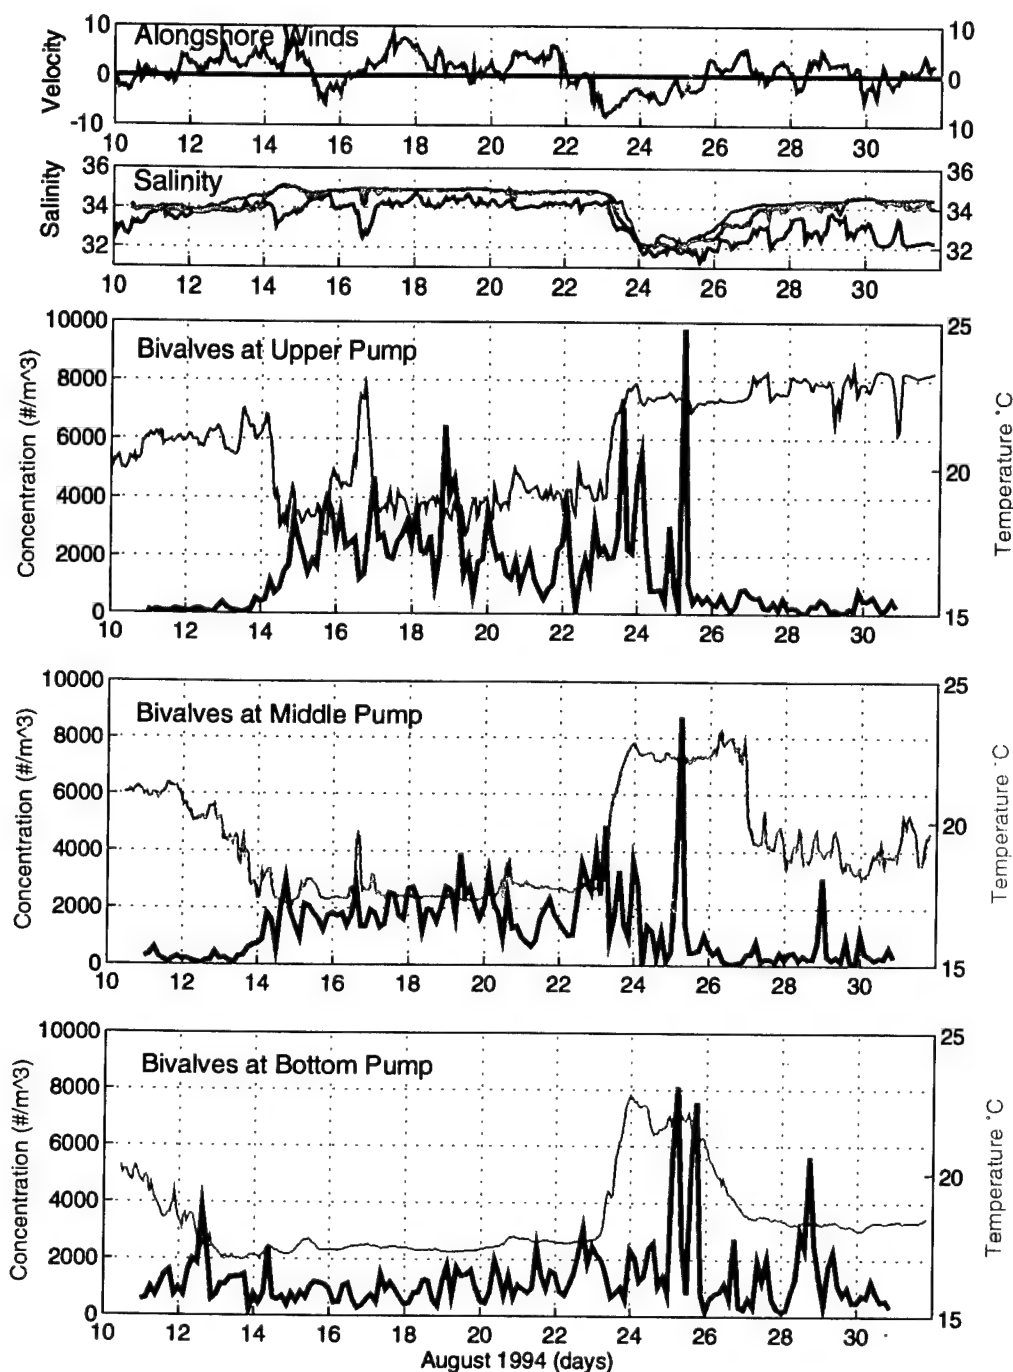 Alongshore Winds
Velocity
10
0
-10
10
0
10
10 12 14 16 18 20 22 24 26 28 30
Salinity
Salinity
36
34
32
36
34
32
10 12 14 16 18 20 22 24 26 28 30
Bivalves at Upper Pump
Concentration (#/m^3)
10000
8000
6000
4000
2000
0
25
20
15
Temperature °C
10 12 14 16 18 20 22 24 26 28 30
Bivalves at Middle Pump
Concentration (#/m^3)
10000
8000
6000
4000
2000
0
25
20
15
Temperature °C
10 12 14 16 18 20 22 24 26 28 30
Bivalves at Bottom Pump
Concentration (#/m^3)
10000
8000
6000
4000
2000
0
25
20
15
Temperature °C
10 12 14 16 18 20 22 24 26 28 30
August 1994 (days)